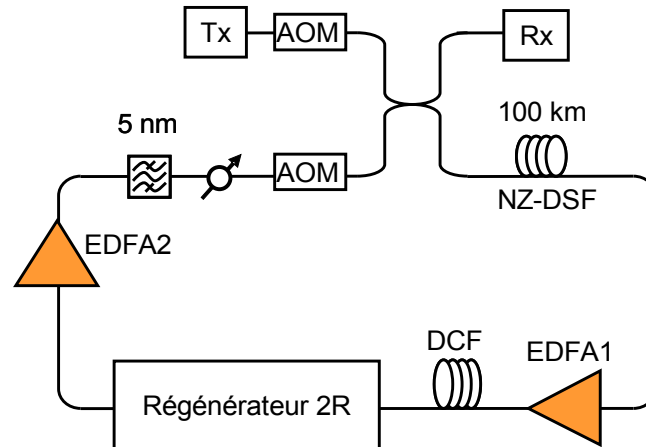 Tx
AOM
Rx
5 nm
100 km
AOM
NZ-DSF
EDFA2
DCF
EDFA1
Régénérateur 2R